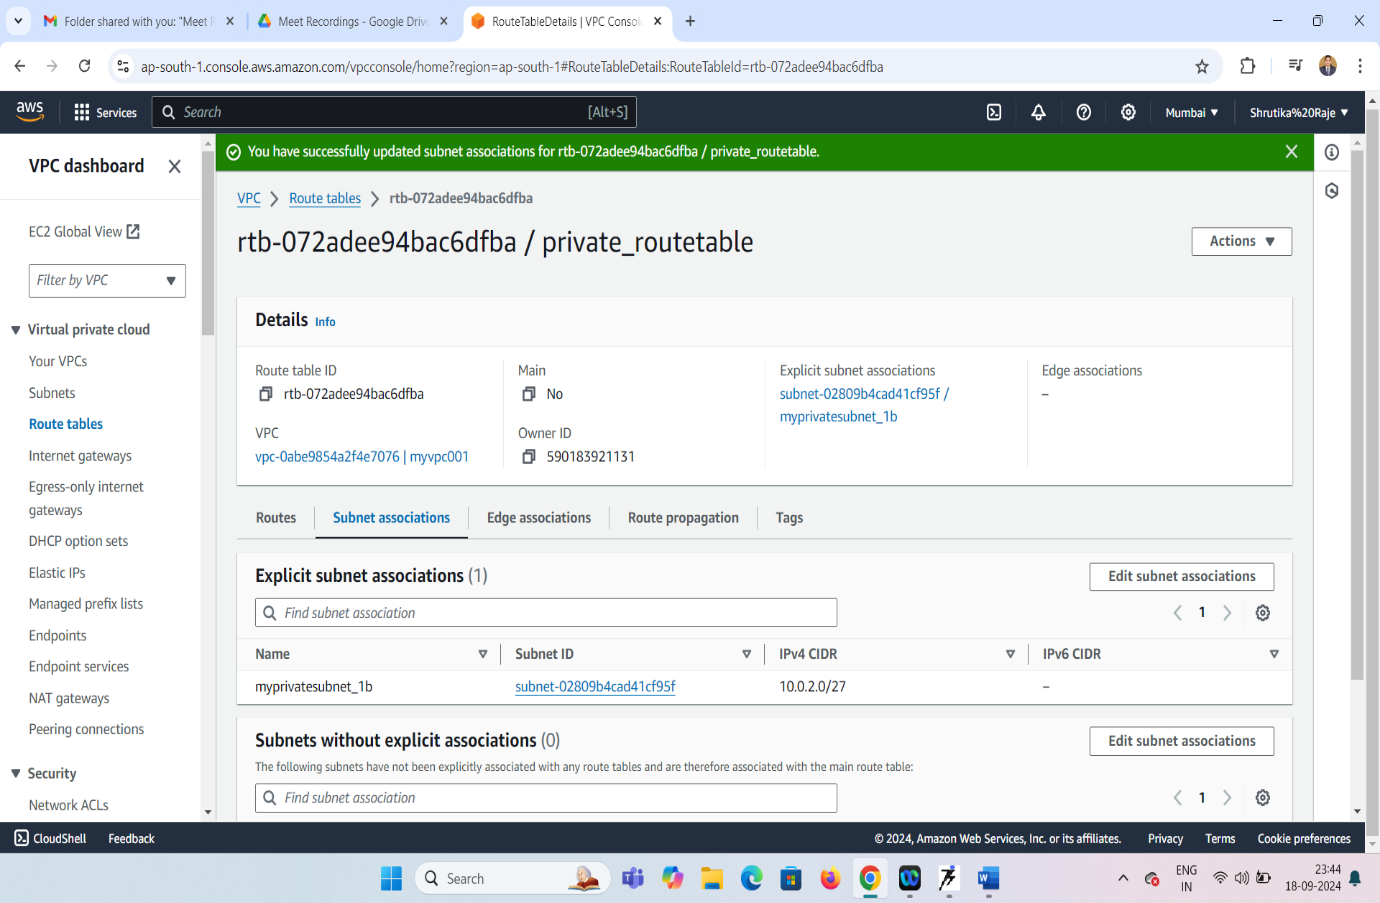 Folder shared with you: "Meet R
Meet Recordings - Google Driv
RouteTableDetails | VPC Consol
ap-south-1.console.aws.amazon.com/vpcconsole/home?region=ap-south-1#RouteTableDetails:RouteTableId=rtb-072adee94bac6dfba
aws
Services
Search
[Alt+S]
Mumbai
Shrutika%20Raje
VPC dashboard
You have successfully updated subnet associations for rtb-072adee94bac6dfba / private_routetable.
EC2 Global View
Filter by VPC
Virtual private cloud
Your VPCs
Subnets
Route tables
Internet gateways
Egress-only internet
gateways
DHCP option sets
Elastic IPs
Managed prefix lists
Endpoints
Endpoint services
NAT gateways
Peering connections
Security
Network ACLs
VPC
Route tables
rtb-072adee94bac6dfba
rtb-072adee94bac6dfba / private_routetable
Actions
Details Info
Route table ID
rtb-072adee94bac6dfba
Main
No
Explicit subnet associations
subnet-02809b4cad41cf95f /
myprivatesubnet_1b
Edge associations
–
VPC
vpc-0abe9854a2f4e7076 | myvpc001
Owner ID
590183921131
Routes
Subnet associations
Edge associations
Route propagation
Tags
Explicit subnet associations (1)
Edit subnet associations
Find subnet association
1
Name
Subnet ID
IPv4 CIDR
IPv6 CIDR
myprivatesubnet_1b
subnet-02809b4cad41cf95f
10.0.2.0/27
–
Subnets without explicit associations (0)
Edit subnet associations
The following subnets have not been explicitly associated with any route tables and are therefore associated with the main route table:
Find subnet association
1
CloudShell
Feedback
© 2024, Amazon Web Services, Inc. or its affiliates.
Privacy
Terms
Cookie preferences
Search
ENG
IN
23:44
18-09-2024